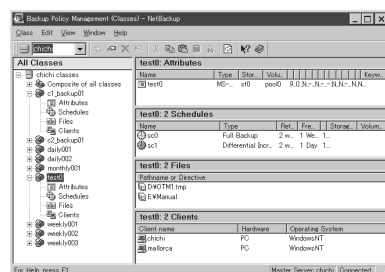 Backup Policy Management (Classes) - NetBackup
Class Edit View Window Help
chichi
All Classes
chichi classes
Composite of all classes
c1_backup01
Attributes
Schedules
Files
Clients
c2_backup01
daily001
daily002
monthly001
test0
Attributes
Schedules
Files
Clients
weekly001
weekly002
weekly003
test0: Attributes
Name Type Stor... Volu... Keyw...
test0 MS-... st0 pool0
test0: 2 Schedules
Name Type Ret... Fre... Storag... Volum...
sc0 Full Backup 2 w... 1 We... 1...
sc1 Differential Incr... 2 w... 1 Day 1...
test0: 2 Files
Pathname or Directive
D:¥OTM1.tmp
E:¥Manual
test0: 2 Clients
Client name Hardware Operating System
chichi PC WindowsNT
mallorca PC WindowsNT
For Help, press F1
Master Server: chichi Connected